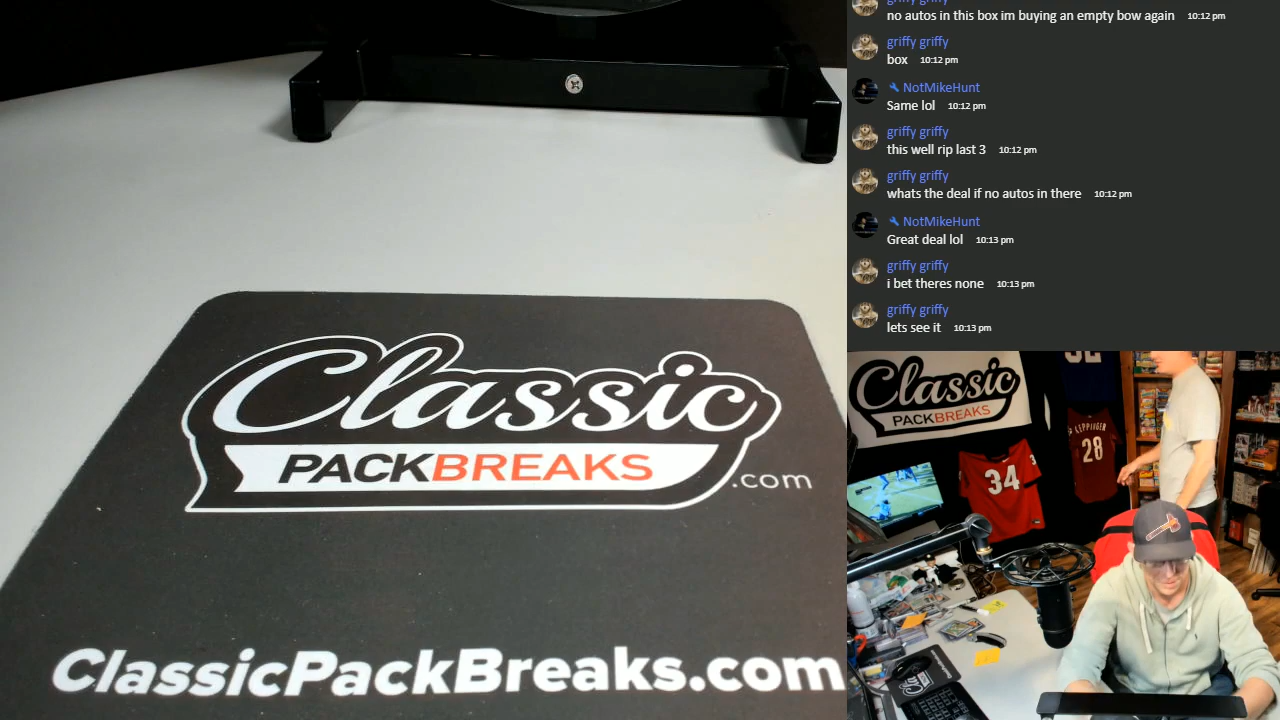 Classic
PACKBREAKS
.com
ClassicPackBreaks.com
griffy griffy
no autos in this box im buying an empty bow again 10:12 pm
griffy griffy
box 10:12 pm
NotMikeHunt
Same lol 10:12 pm
griffy griffy
this well rip last 3 10:12 pm
griffy griffy
whats the deal if no autos in there 10:12 pm
NotMikeHunt
Great deal lol 10:13 pm
griffy griffy
i bet theres none 10:13 pm
griffy griffy
lets see it 10:13 pm
Classic
PACKBREAKS
LEPPINGER
28
34